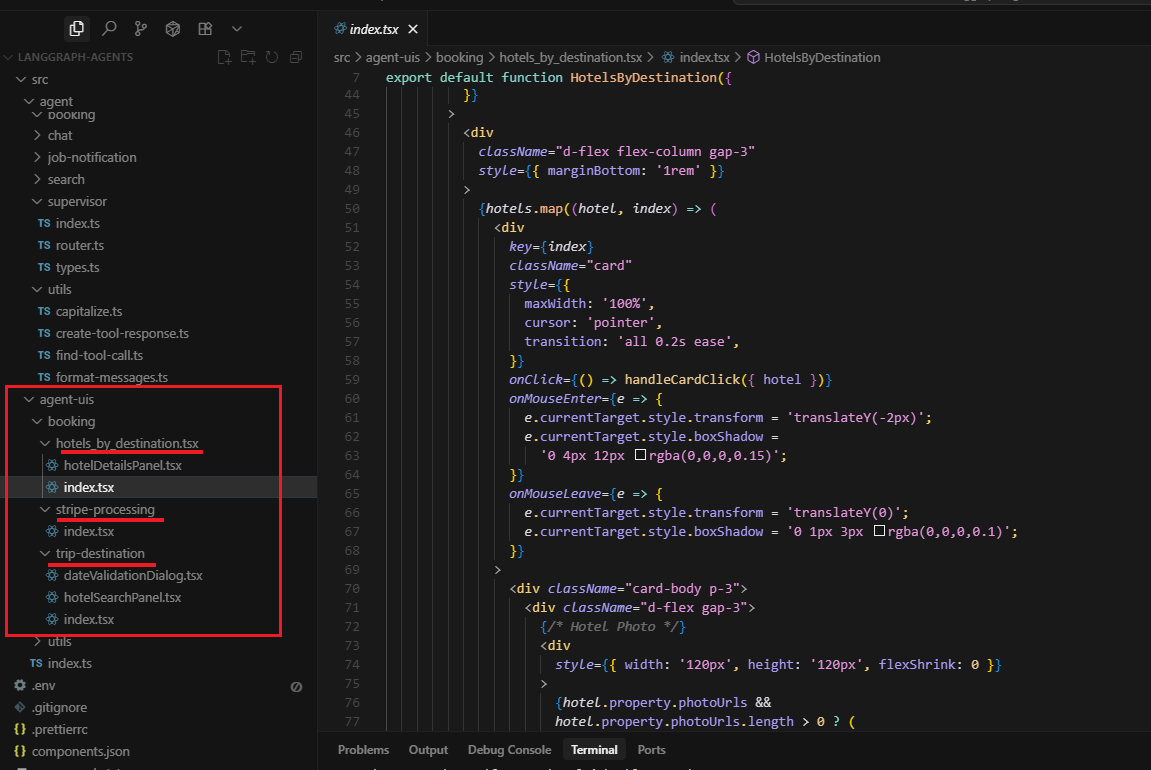 index.tsx
LANGGRAPH-AGENTS
src
agent
booking
chat
job-notification
search
supervisor
TS index.ts
TS router.ts
TS types.ts
utils
TS capitalize.ts
TS create-tool-response.ts
TS find-tool-call.ts
TS format-messages.ts
agent-uis
booking
hotels_by_destination.tsx
hotelDetailsPanel.tsx
index.tsx
stripe-processing
index.tsx
trip-destination
dateValidationDialog.tsx
hotelSearchPanel.tsx
index.tsx
utils
TS index.ts
.env
.gitignore
{} .prettierrc
{} components.json
src > agent-uis > booking > hotels_by_destination.tsx > index.tsx > HotelsByDestination
7 export default function HotelsByDestination({
44 }}
45 >
46 <div
47 className="d-flex flex-column gap-3"
48 style={{ marginBottom: '1rem' }}
49 >
50 {hotels.map((hotel, index) => (
51 <div
52 key={index}
53 className="card"
54 style={{
55 maxWidth: '100%',
56 cursor: 'pointer',
57 transition: 'all 0.2s ease',
58 }}
59 onClick={() => handleCardClick({ hotel })}
60 onMouseEnter={e => {
61 e.currentTarget.style.transform = 'translateY(-2px)';
62 e.currentTarget.style.boxShadow =
63 '0 4px 12px rgba(0,0,0,0.15)';
64 }}
65 onMouseLeave={e => {
66 e.currentTarget.style.transform = 'translateY(0)';
67 e.currentTarget.style.boxShadow = '0 1px 3px rgba(0,0,0,0.1)';
68 }}
69 >
70 <div className="card-body p-3">
71 <div className="d-flex gap-3">
72 {/* Hotel Photo */}
73 <div
74 style={{ width: '120px', height: '120px', flexShrink: 0 }}
75 >
76 {hotel.property.photoUrls &&
77 hotel.property.photoUrls.length > 0 ? (
Problems Output Debug Console Terminal Ports